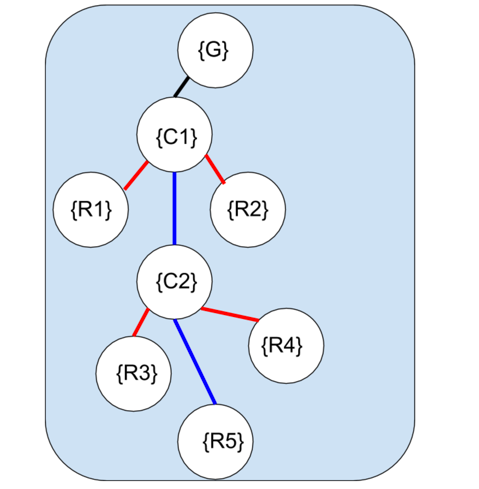 {G}
{C1}
{R1}
{R2}
{C2}
{R4}
{R3}
{R5}